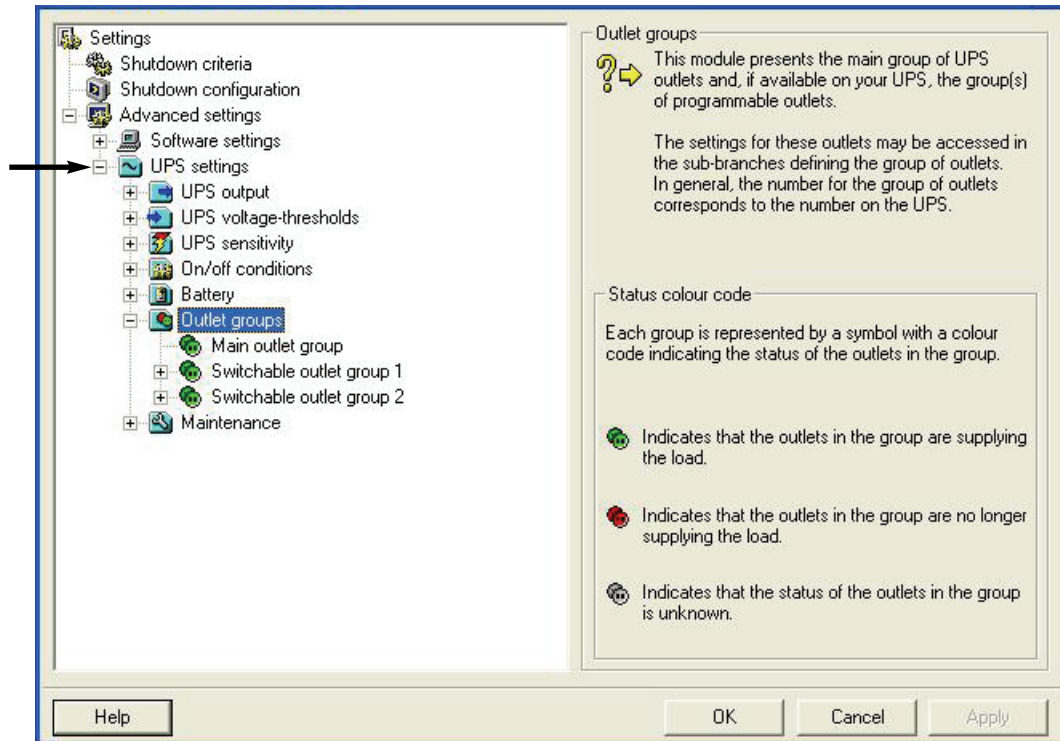 Settings
Shutdown criteria
Shutdown configuration
Advanced settings
Software settings
UPS settings
UPS output
UPS voltage-thresholds
UPS sensitivity
On/off conditions
Battery
Outlet groups
Main outlet group
Switchable outlet group 1
Switchable outlet group 2
Maintenance
Outlet groups
This module presents the main group of UPS
outlets and, if available on your UPS, the group(s)
of programmable outlets.
The settings for these outlets may be accessed in
the sub-branches defining the group of outlets.
In general, the number for the group of outlets
corresponds to the number on the UPS.
Status colour code
Each group is represented by a symbol with a colour
code indicating the status of the outlets in the group.
Indicates that the outlets in the group are supplying
the load.
Indicates that the outlets in the group are no longer
supplying the load.
Indicates that the status of the outlets in the group
is unknown.
Help
OK
Cancel
Apply